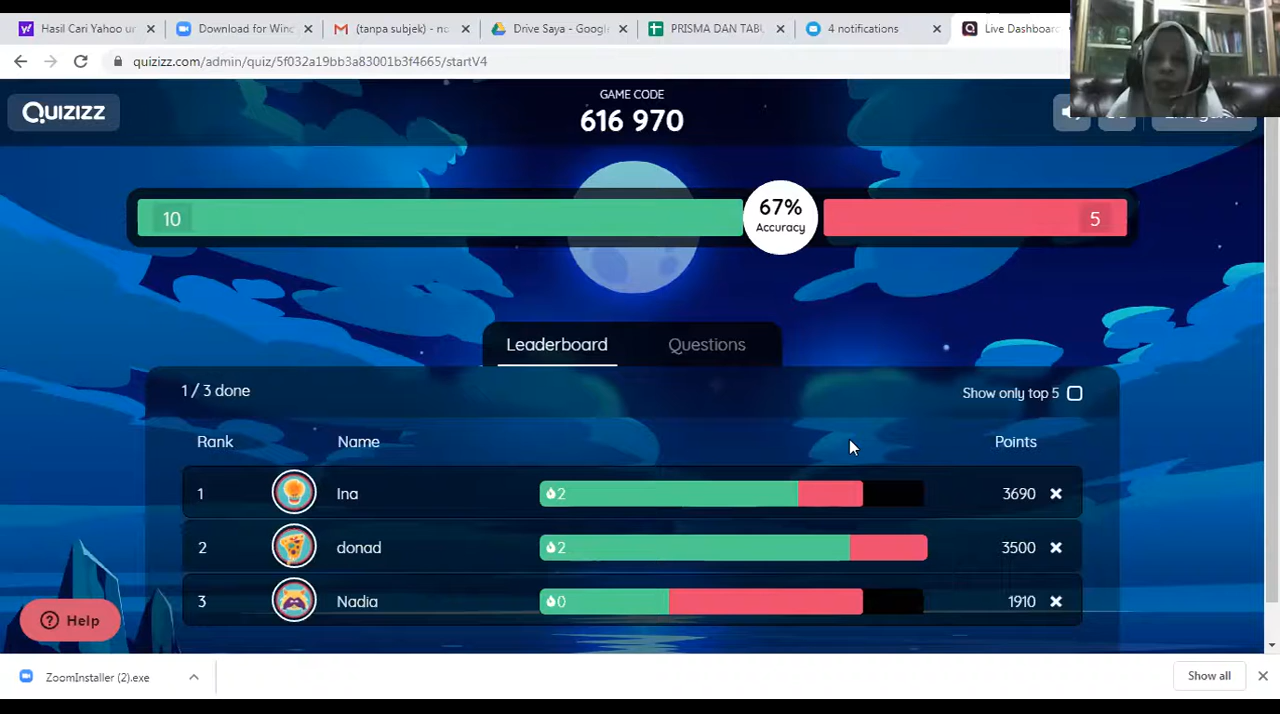 Hasil Cari Yahoo un
Download for Wind
(tanpa subjek) - no
Drive Saya - Google
PRISMA DAN TABU
4 notifications
Live Dashboard
quizizz.com/admin/quiz/5f032a19bb3a83001b3f4665/startV4
Quizizz
GAME CODE
616 970
10
67%
Accuracy
5
Leaderboard
Questions
1 / 3 done
Show only top 5
Rank
Name
Points
1
Ina
2
3690
2
donad
2
3500
3
Nadia
0
1910
Help
ZoomInstaller (2).exe
Show all